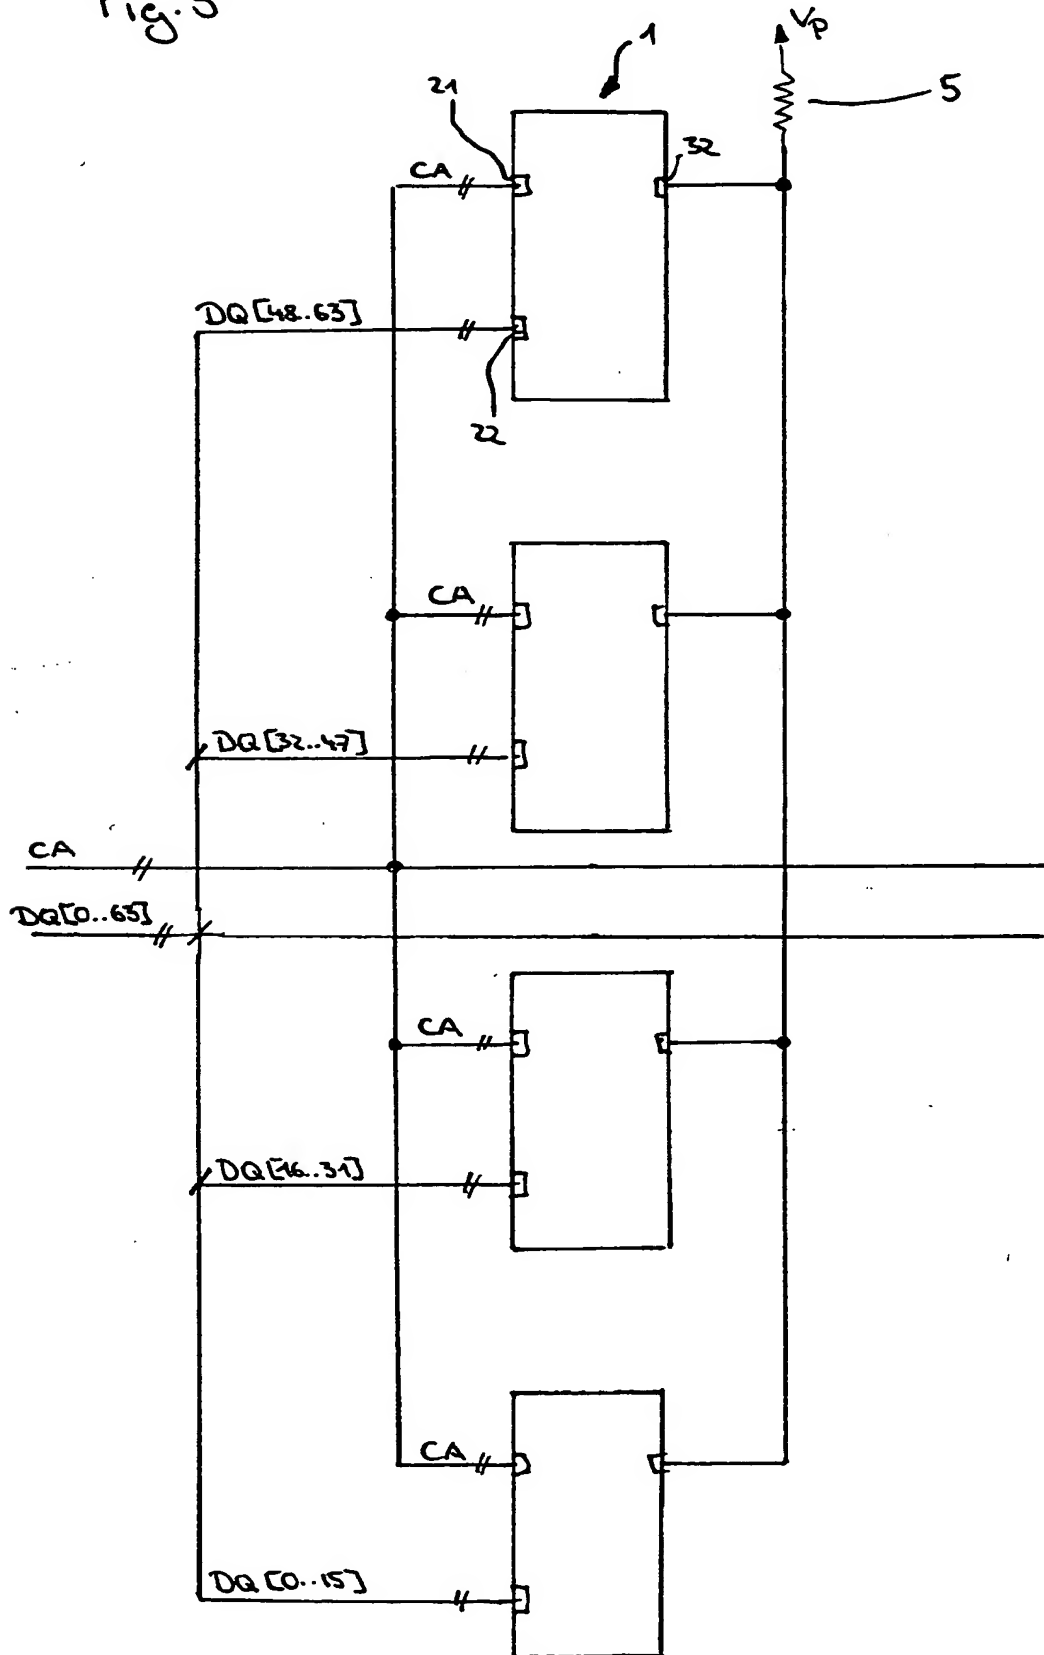 Fig. 3
1
Vp
21
5
CA
32
DQ[48..63]
22
CA
DQ[32..47]
CA
DQ[0..63]
CA
DQ[16..31]
CA
DQ[0..15]